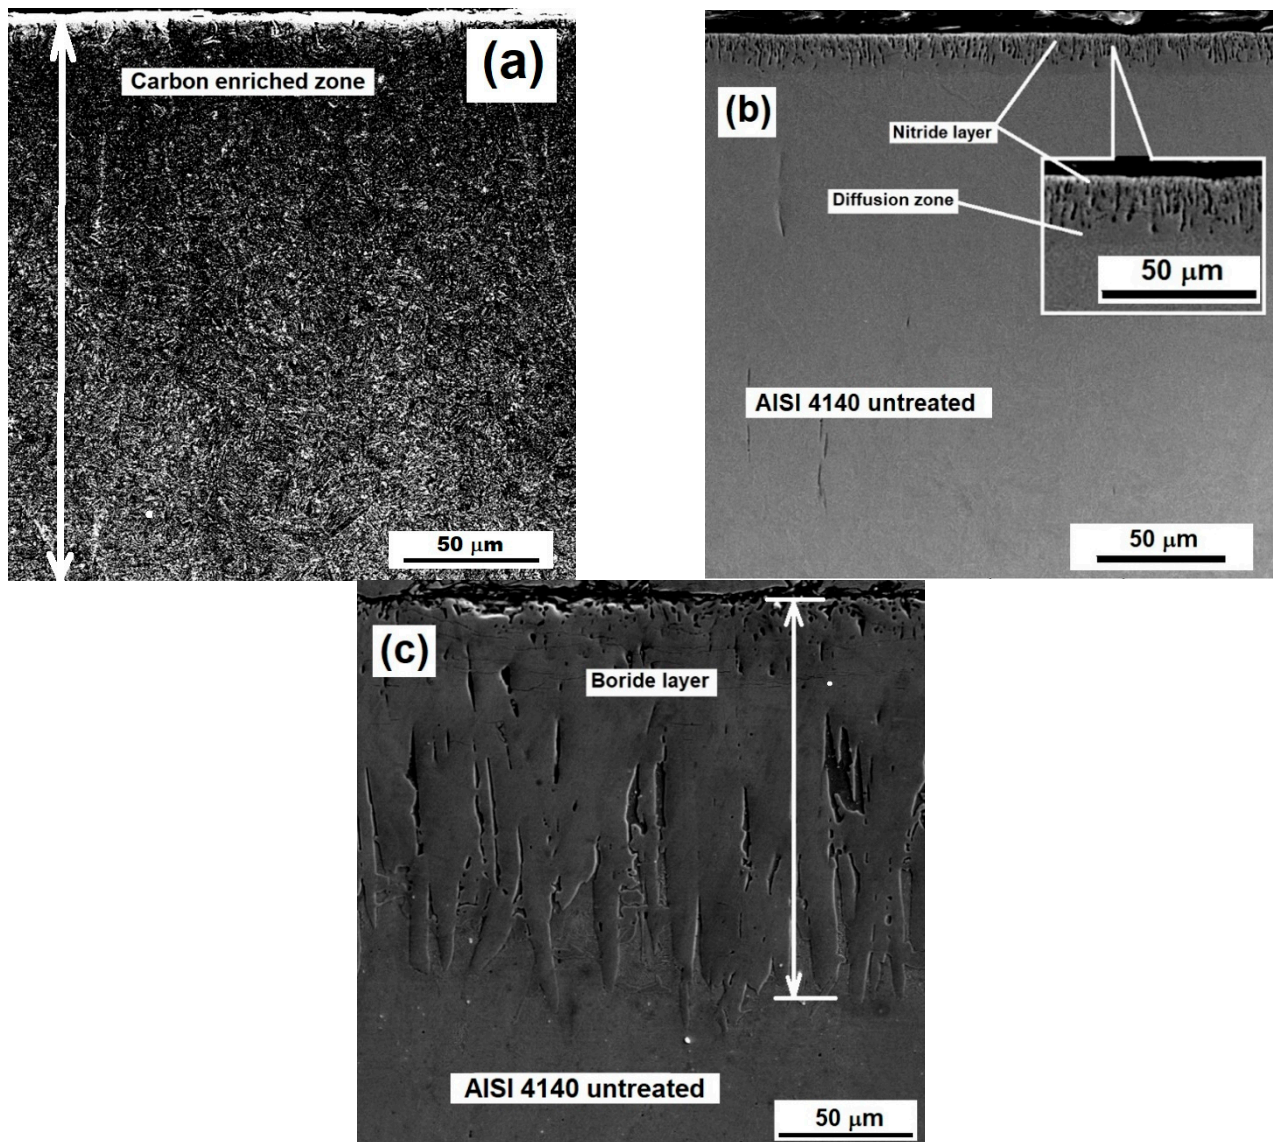 (a)
Carbon enriched zone
50 μm
(b)
Nitride layer
Diffusion zone
50 μm
AISI 4140 untreated
50 μm
(c)
Boride layer
AISI 4140 untreated
50 μm